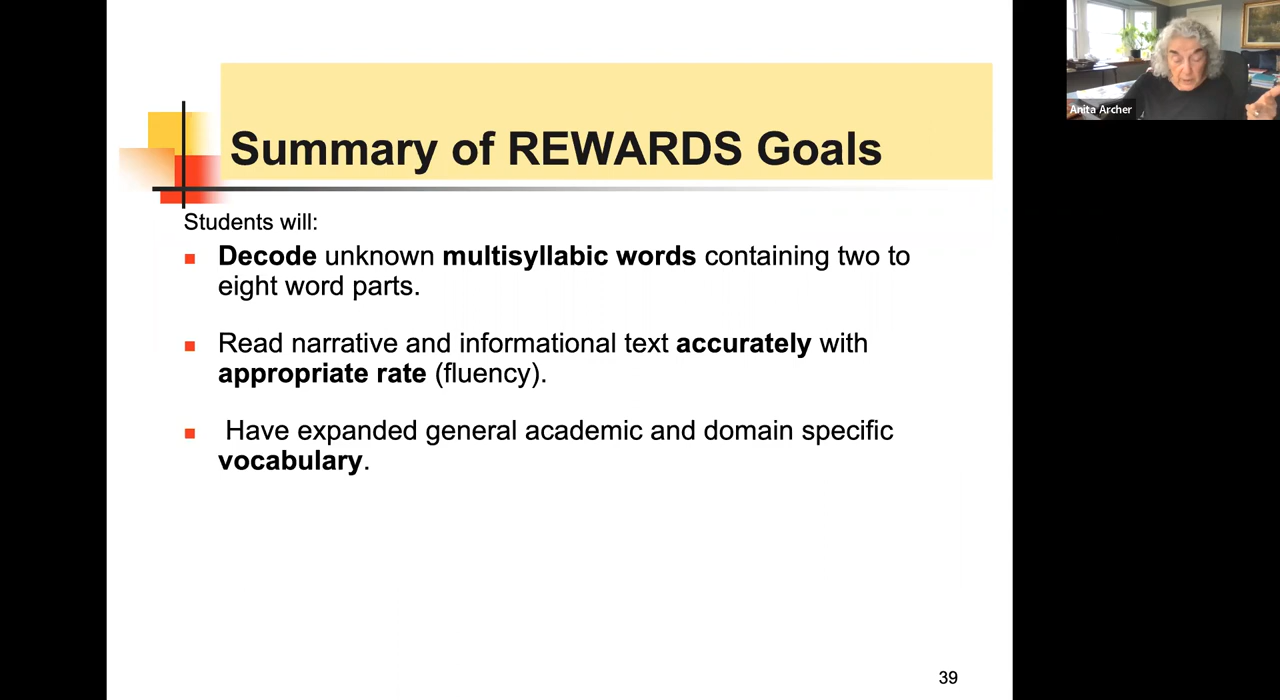 Summary of REWARDS Goals
Students will:
Decode unknown multisyllabic words containing two to
eight word parts.
Read narrative and informational text accurately with
appropriate rate (fluency).
Have expanded general academic and domain specific
vocabulary.
39
Anita Archer